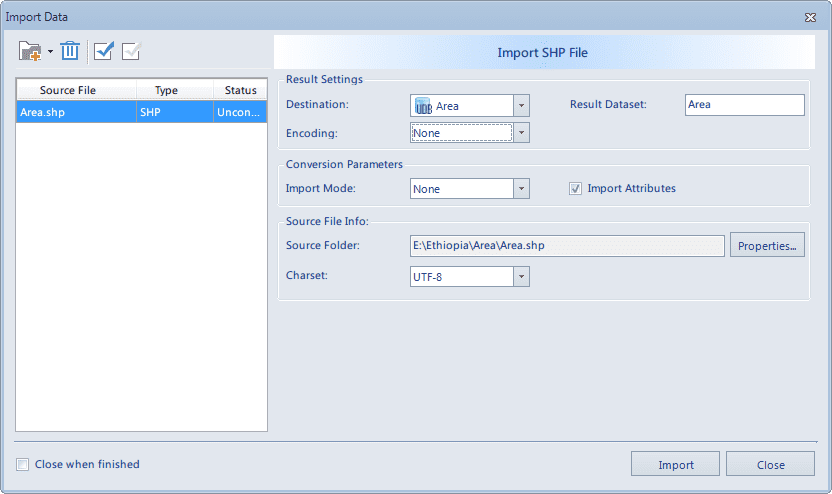 Import Data
Import SHP File
Source File Type Status
Area.shp SHP Uncon...
Result Settings
Destination: UDB Area Result Dataset: Area
Encoding: None
Conversion Parameters
Import Mode: None Import Attributes
Source File Info:
Source Folder: E:\Ethiopia\Area\Area.shp Properties...
Charset: UTF-8
Close when finished Import Close